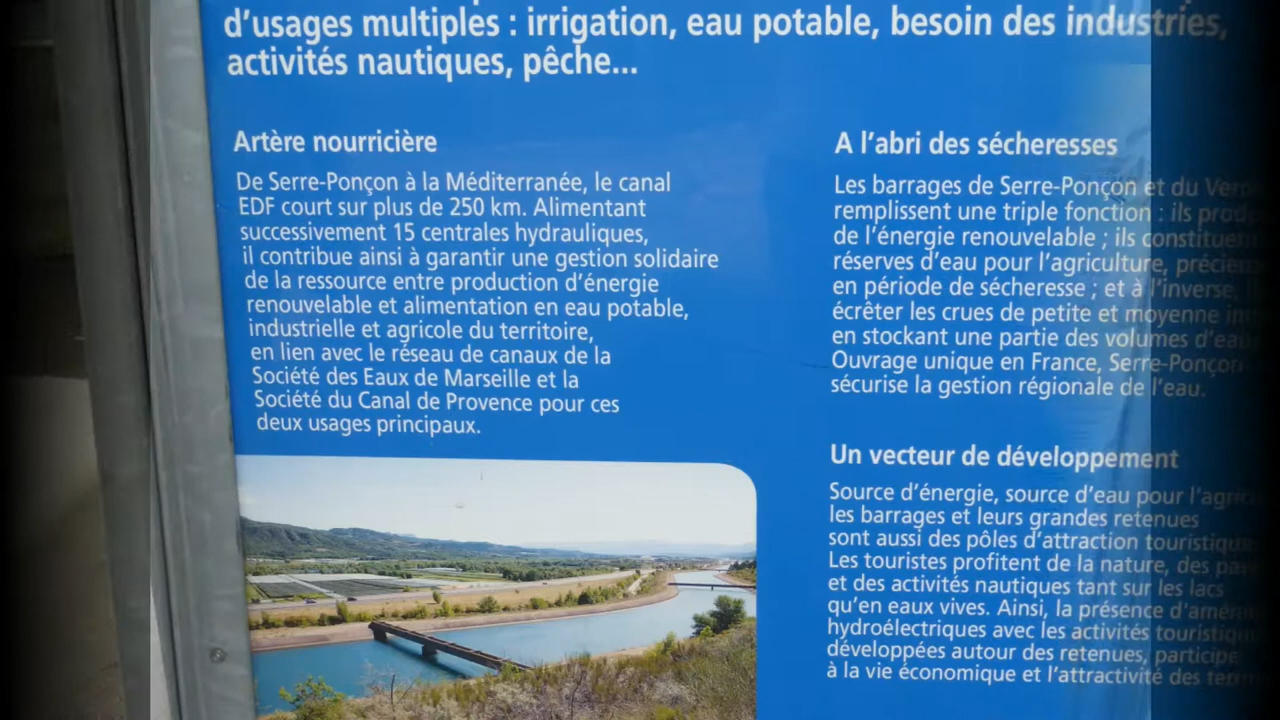 d'usages multiples : irrigation, eau potable, besoin des industries,
activités nautiques, pêche...
Artère nourricière
De Serre-Ponçon à la Méditerranée, le canal
EDF court sur plus de 250 km. Alimentant
successivement 15 centrales hydrauliques,
il contribue ainsi à garantir une gestion solidaire
de la ressource entre production d'énergie
renouvelable et alimentation en eau potable,
industrielle et agricole du territoire,
en lien avec le réseau de canaux de la
Société des Eaux de Marseille et la
Société du Canal de Provence pour ces
deux usages principaux.
A l'abri des sécheresses
Les barrages de Serre-Ponçon et du
remplissent une triple fonction : ils
de l'énergie renouvelable ; ils constituent
réserves d'eau pour l'agriculture,
en période de sécheresse ; et à l'inverse,
écrêter les crues de petite et moyenne
en stockant une partie des volumes d'eau
Ouvrage unique en France, Serre-Ponçon
sécurise la gestion régionale de l'eau.
Un vecteur de développement
Source d'énergie, source d'eau pour
les barrages et leurs grandes retenues
sont aussi des pôles d'attraction
Les touristes profitent de la nature, des
et des activités nautiques tant sur les lacs
qu'en eaux vives. Ainsi, la présence
hydroélectriques avec les activités
développées autour des retenues, participe
à la vie économique et l'attractivité des